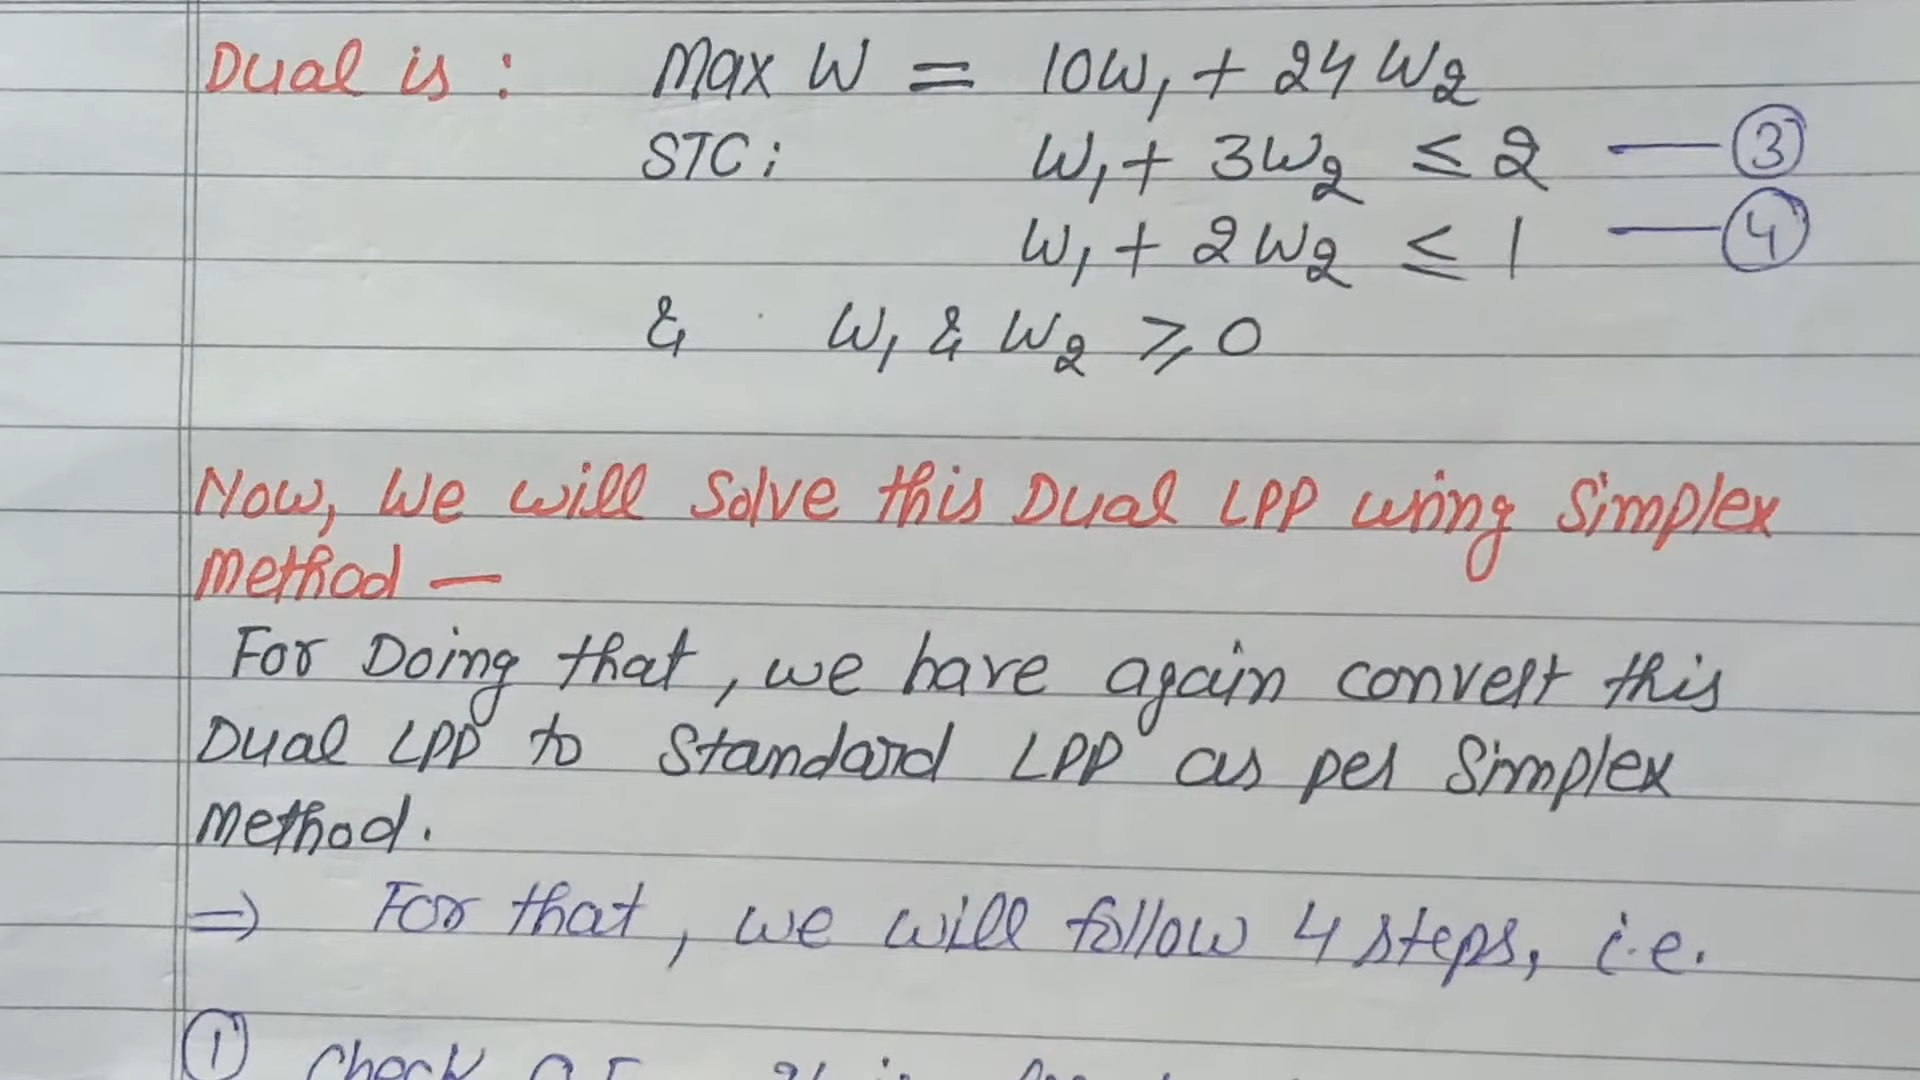 Dual is : Max W = 10W₁ + 24W₂
STC: W₁ + 3W₂ ≤ 2 — ③
W₁ + 2W₂ ≤ 1 — ④
& W₁ & W₂ ≥ 0
Now, We will Solve this Dual LPP using Simplex
Method —
For Doing that, we have again convert this
Dual LPP to Standard LPP as per Simplex
Method.
⇒ For that, we will follow 4 steps, i.e.
① Check